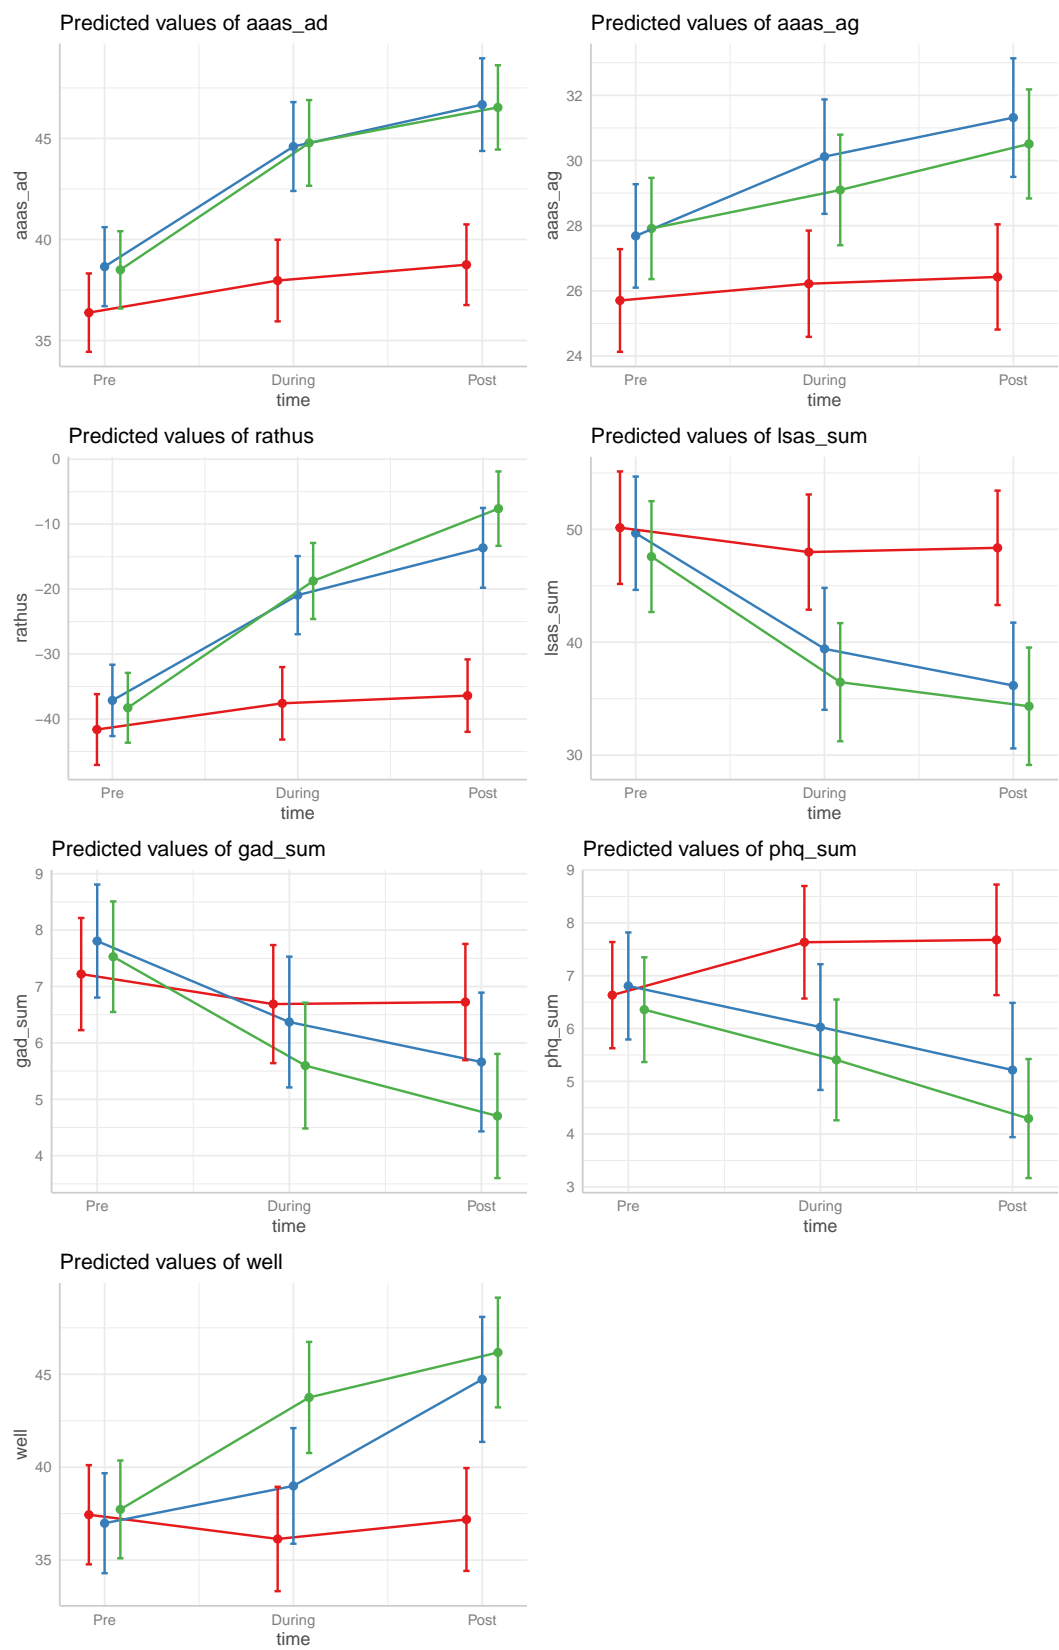 Predicted values of aaas_ad
aaas_ad
45
40
35
Pre During Post
time
Predicted values of aaas_ag
aaas_ag
32
30
28
26
24
Pre During Post
time
Predicted values of rathus
rathus
0
−10
−20
−30
−40
Pre During Post
time
Predicted values of lsas_sum
lsas_sum
50
40
30
Pre During Post
time
Predicted values of gad_sum
gad_sum
9
8
7
6
5
4
Pre During Post
time
Predicted values of phq_sum
phq_sum
9
8
7
6
5
4
3
Pre During Post
time
Predicted values of well
well
45
40
35
Pre During Post
time